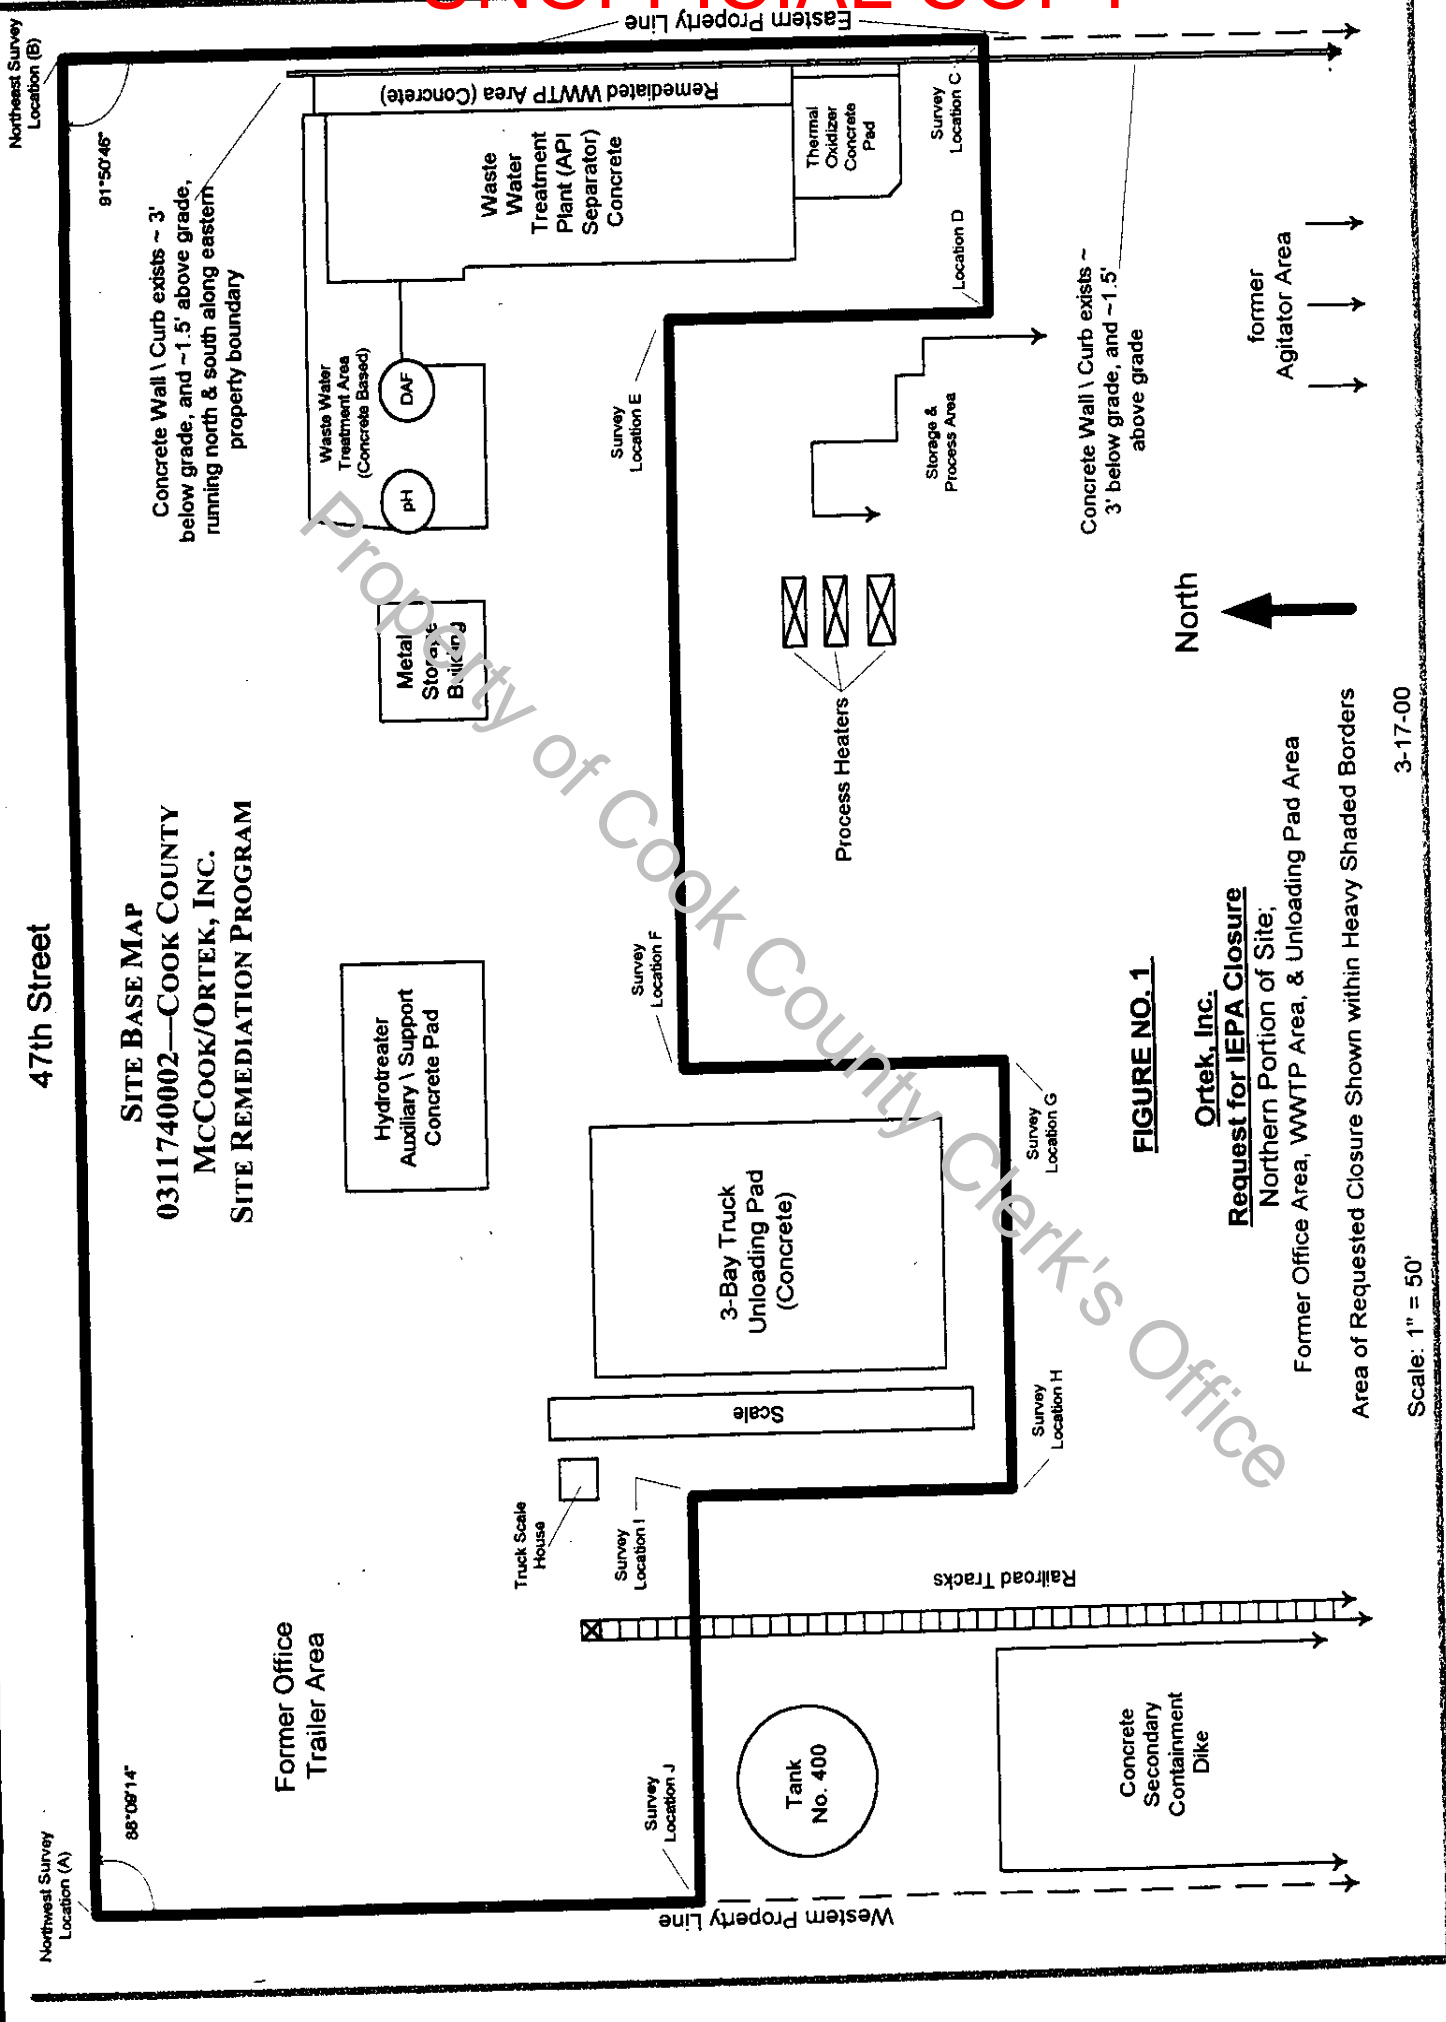 UNOFFICIAL COPY
47th Street
Northwest Survey
Location (A)
Northeast Survey
Location (B)
88°09'14"
91°50'46"
SITE BASE MAP
0311740002—COOK COUNTY
MCCOOK/ORTEK, INC.
SITE REMEDIATION PROGRAM
Concrete Wall \ Curb exists ~ 3'
below grade, and ~1.5' above grade,
running north & south along eastern
property boundary
Former Office
Trailer Area
Hydrotreater
Auxiliary \ Support
Concrete Pad
Metal
Storage
Building
Waste Water
Treatment Area
(Concrete Based)
pH
DAF
Waste
Water
Treatment
Plant (API
Separator)
Concrete
Remediated WWTP Area (Concrete)
Eastern Property Line
Thermal
Oxidizer
Concrete
Pad
Truck Scale
House
Scale
3-Bay Truck
Unloading Pad
(Concrete)
Survey
Location J
Survey
Location I
Survey
Location F
Survey
Location E
Location D
Survey
Location C
Western Property Line
Tank
No. 400
Railroad Tracks
Process Heaters
Storage &
Process Area
Survey
Location H
Survey
Location G
Concrete
Secondary
Containment
Dike
Concrete Wall \ Curb exists ~
3' below grade, and ~1.5'
above grade
former
Agitator Area
North
FIGURE NO. 1
Ortek, Inc.
Request for IEPA Closure
Northern Portion of Site;
Former Office Area, WWTP Area, & Unloading Pad Area
Area of Requested Closure Shown within Heavy Shaded Borders
Scale: 1" = 50'
3-17-00
Property of Cook County Clerk's Office